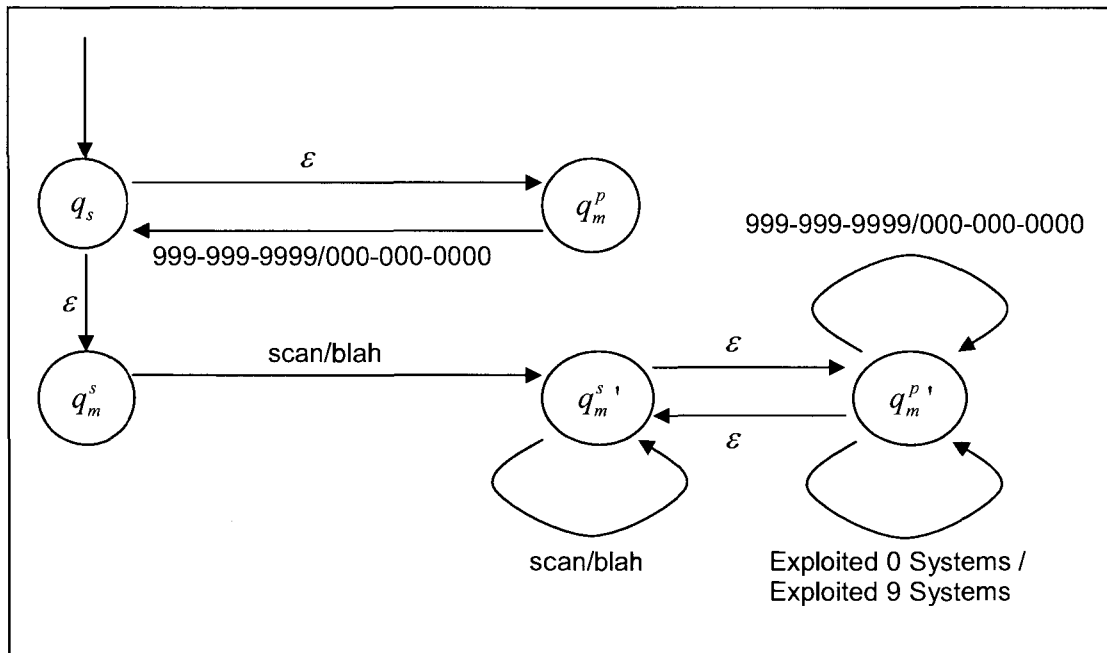 ε
q_s
q_m^p
999-999-9999/000-000-0000
999-999-9999/000-000-0000
ε
scan/blah
ε
q_m^s
q_m^s '
q_m^p '
ε
scan/blah
Exploited 0 Systems /
Exploited 9 Systems